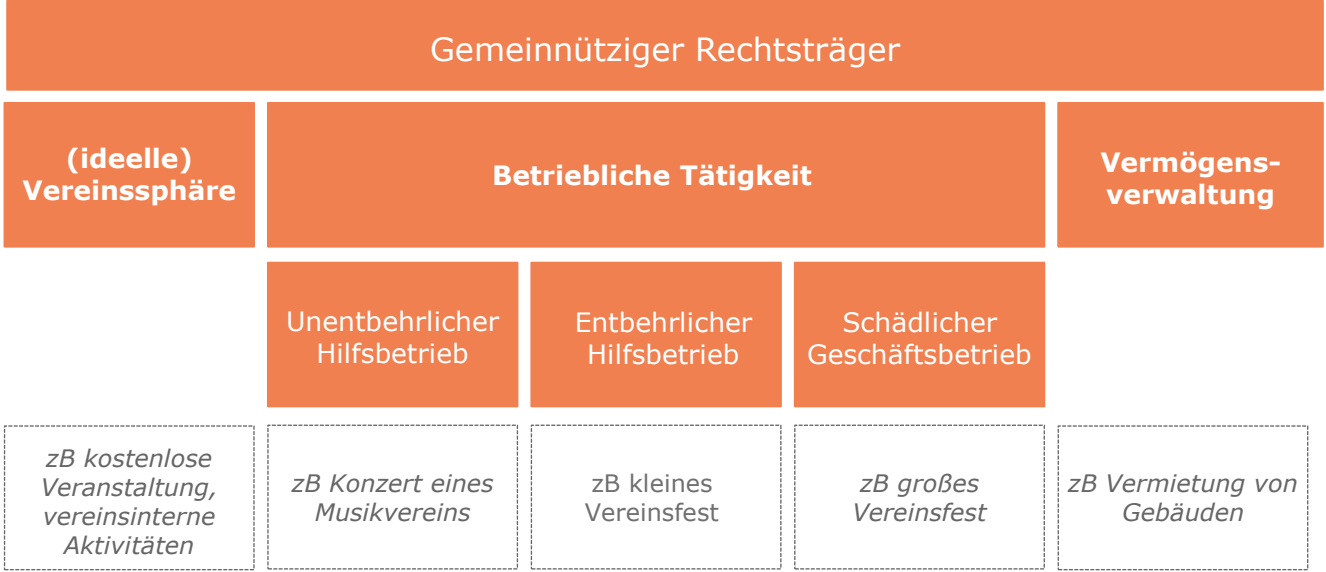 Gemeinnütziger Rechtsträger
(ideelle)
Vereinssphäre
Betriebliche Tätigkeit
Vermögens-
verwaltung
Unentbehrlicher
Hilfsbetrieb
Entbehrlicher
Hilfsbetrieb
Schädlicher
Geschäftsbetrieb
zB kostenlose
Veranstaltung,
vereinsinterne
Aktivitäten
zB Konzert eines
Musikvereins
zB kleines
Vereinsfest
zB großes
Vereinsfest
zB Vermietung von
Gebäuden